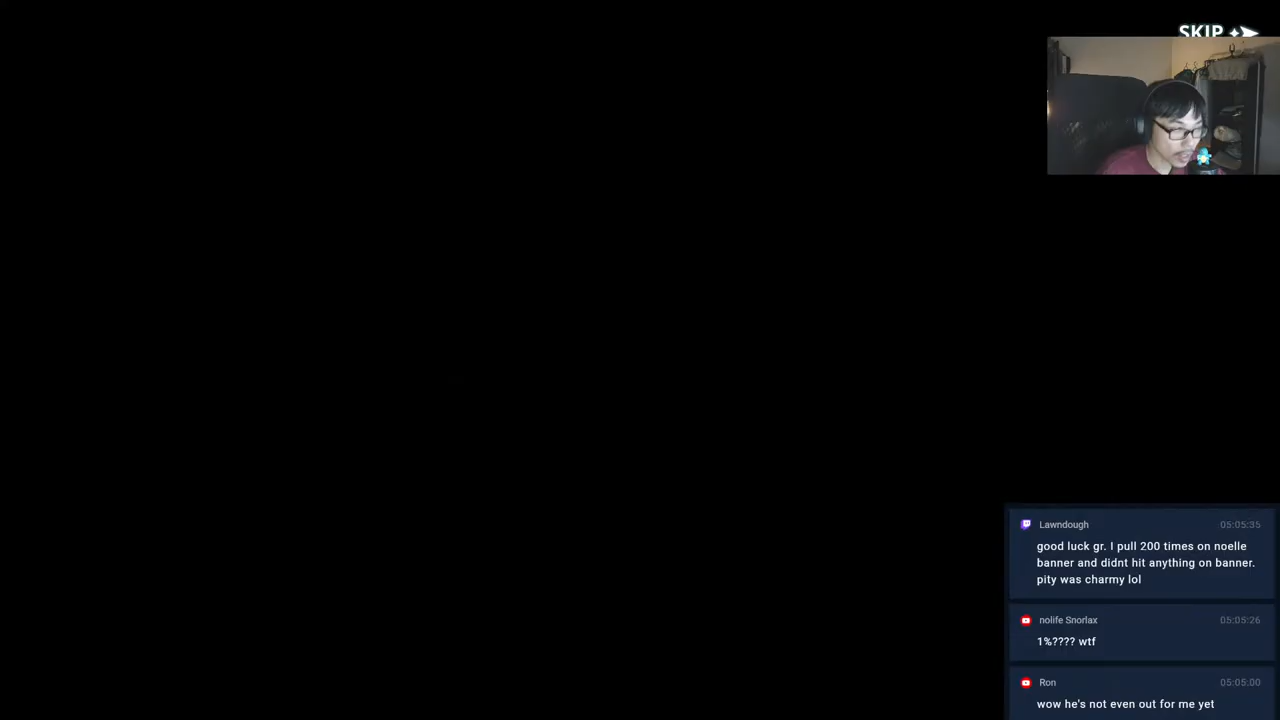 SKIP
Lawndough 05:05:35
good luck gr. I pull 200 times on noelle
banner and didnt hit anything on banner.
pity was charmy lol
nolife Snorlax 05:05:26
1%???? wtf
Ron 05:05:00
wow he's not even out for me yet